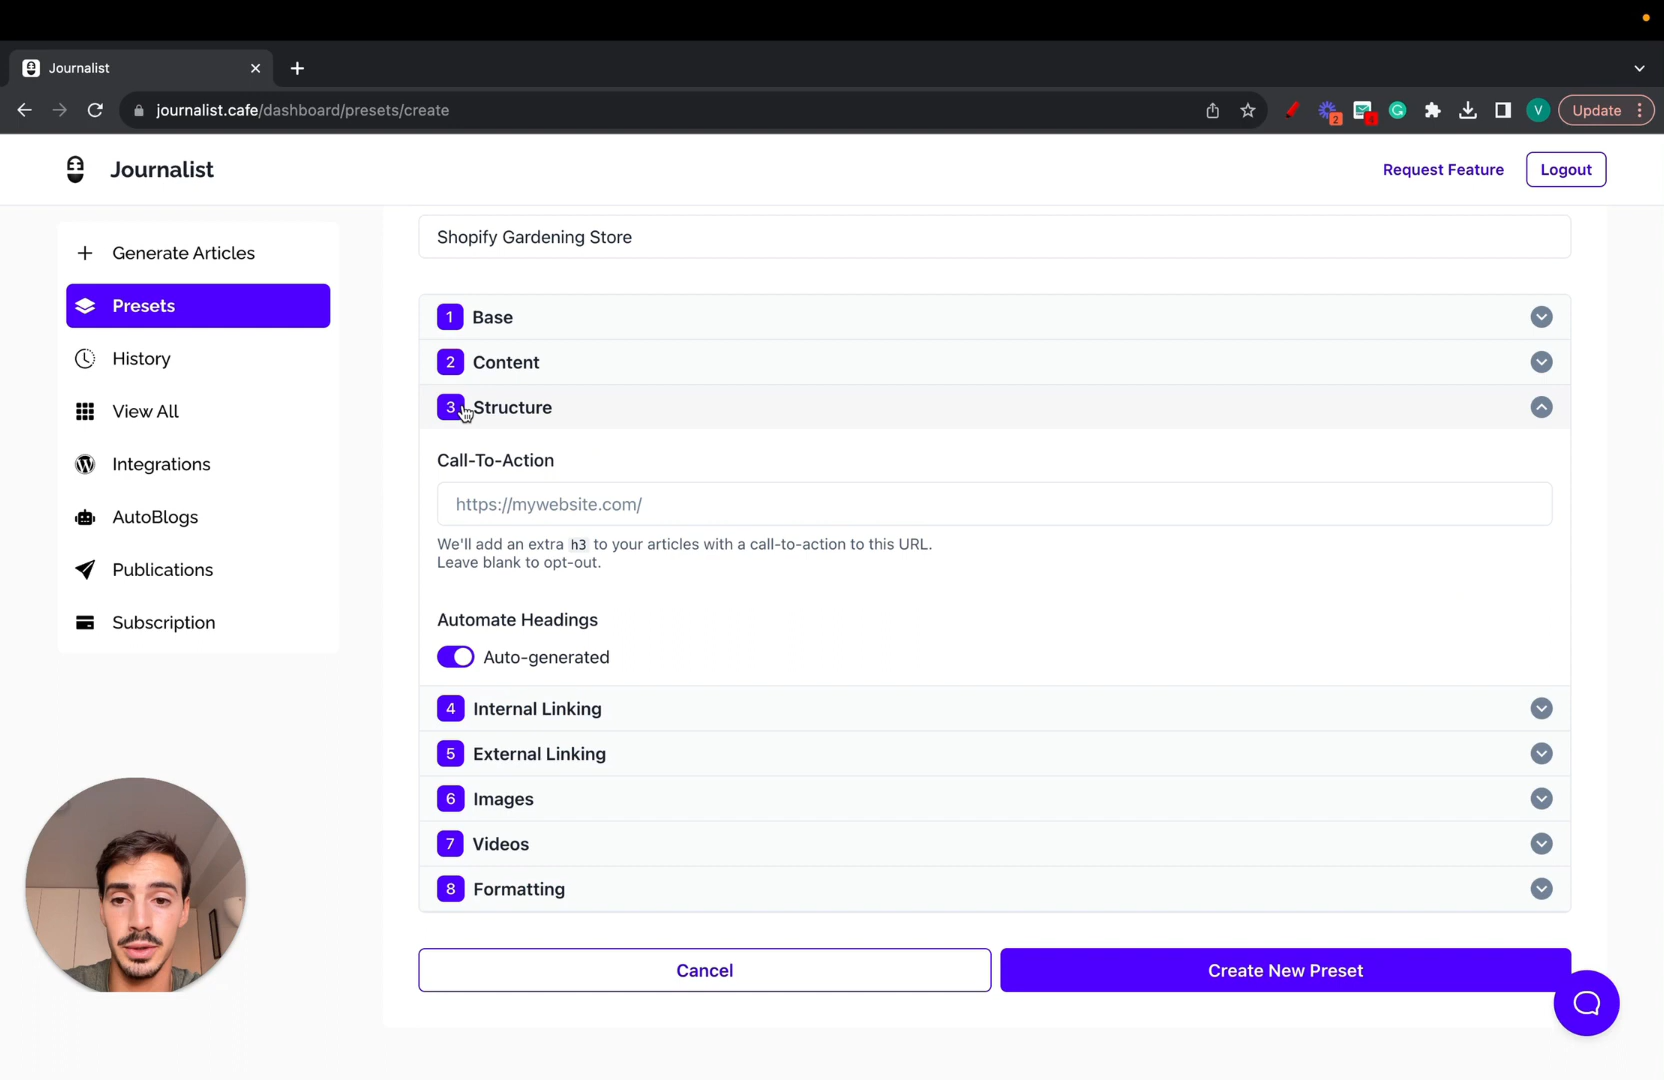 Journalist
journalist.cafe/dashboard/presets/create
2
6
V
Update
Journalist
Request Feature
Logout
Generate Articles
Presets
History
View All
Integrations
AutoBlogs
Publications
Subscription
Shopify Gardening Store
1 Base
2 Content
3 Structure
Call-To-Action
https://mywebsite.com/
We'll add an extra h3 to your articles with a call-to-action to this URL.
Leave blank to opt-out.
Automate Headings
Auto-generated
4 Internal Linking
5 External Linking
6 Images
7 Videos
8 Formatting
Cancel
Create New Preset